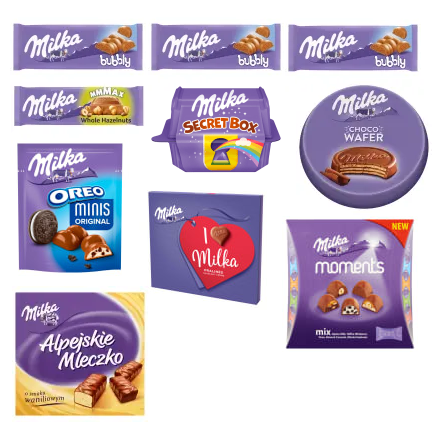 Milka
bubbly
Milka
bubbly
Milka
bubbly
Milka
MMMAX
Whole Hazelnuts
Milka
SECRET BOX
Milka
CHOCO
WAFER
Milka
Milka
OREO
MINIS
ORIGINAL
Milka
I
Milka
PRALINES
NEW
Milka
moments
mix
Milka
Alpejskie
Mleczko
o smaku
waniliowym